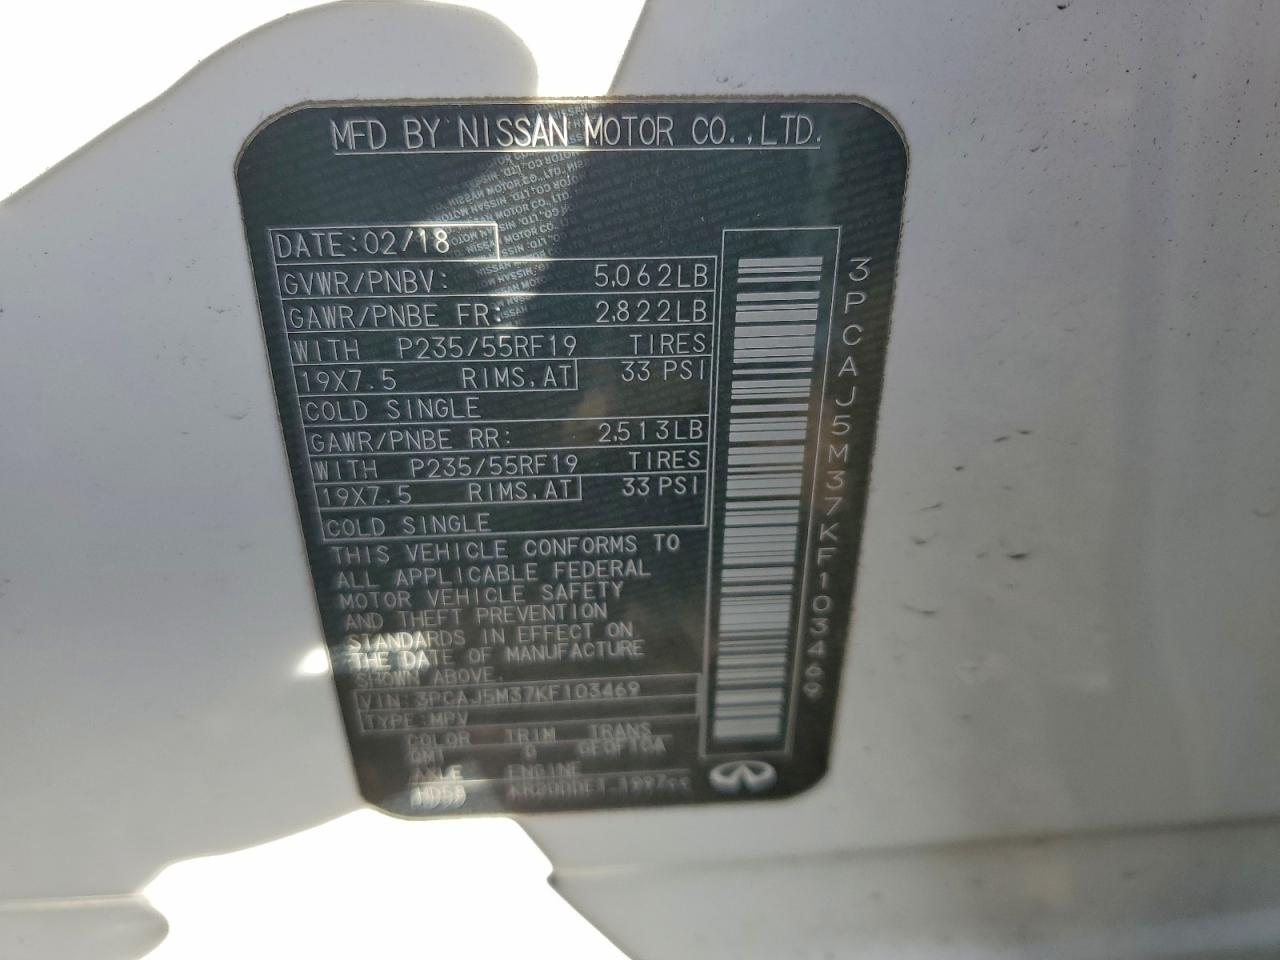 MFD BY NISSAN MOTOR CO.,LTD.
DATE:02/18
GVWR/PNBV: 5,062LB
GAWR/PNBE FR: 2,822LB
WITH P235/55RF19 TIRES
19X7.5 RIMS,AT 33 PSI
COLD SINGLE
GAWR/PNBE RR: 2,513LB
WITH P235/55RF19 TIRES
19X7.5 RIMS,AT 33 PSI
COLD SINGLE
THIS VEHICLE CONFORMS TO
ALL APPLICABLE FEDERAL
MOTOR VEHICLE SAFETY
AND THEFT PREVENTION
STANDARDS IN EFFECT ON
THE DATE OF MANUFACTURE
SHOWN ABOVE.
VIN:3PCAJ5M37KF103469
TYPE:MPV
COLOR TRIM TRANS
G
AXLE ENGINE
HD58
3PCAJ5M37KF103469